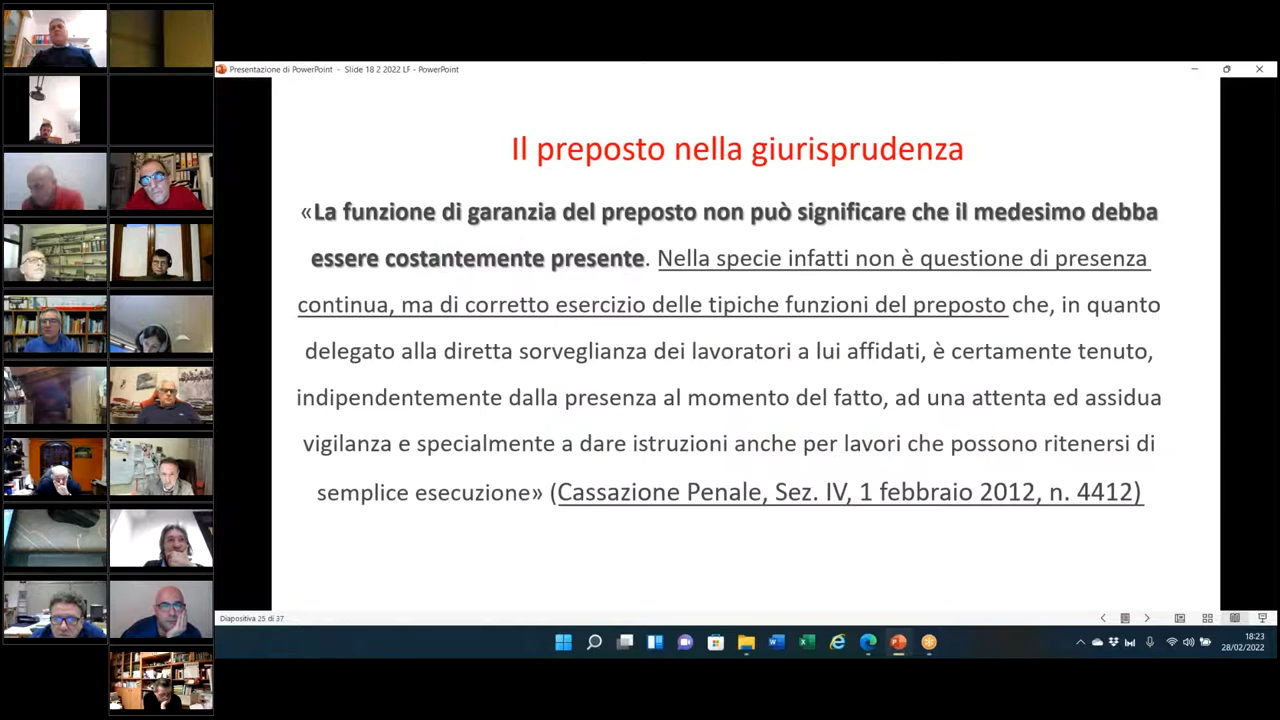 Presentazione di PowerPoint - Slide 18 2 2022 LF - PowerPoint
Il preposto nella giurisprudenza
«La funzione di garanzia del preposto non può significare che il medesimo debba
essere costantemente presente. Nella specie infatti non è questione di presenza
continua, ma di corretto esercizio delle tipiche funzioni del preposto che, in quanto
delegato alla diretta sorveglianza dei lavoratori a lui affidati, è certamente tenuto,
indipendentemente dalla presenza al momento del fatto, ad una attenta ed assidua
vigilanza e specialmente a dare istruzioni anche per lavori che possono ritenersi di
semplice esecuzione» (Cassazione Penale, Sez. IV, 1 febbraio 2012, n. 4412)
Diapositiva 25 di 37
18:23
28/02/2022